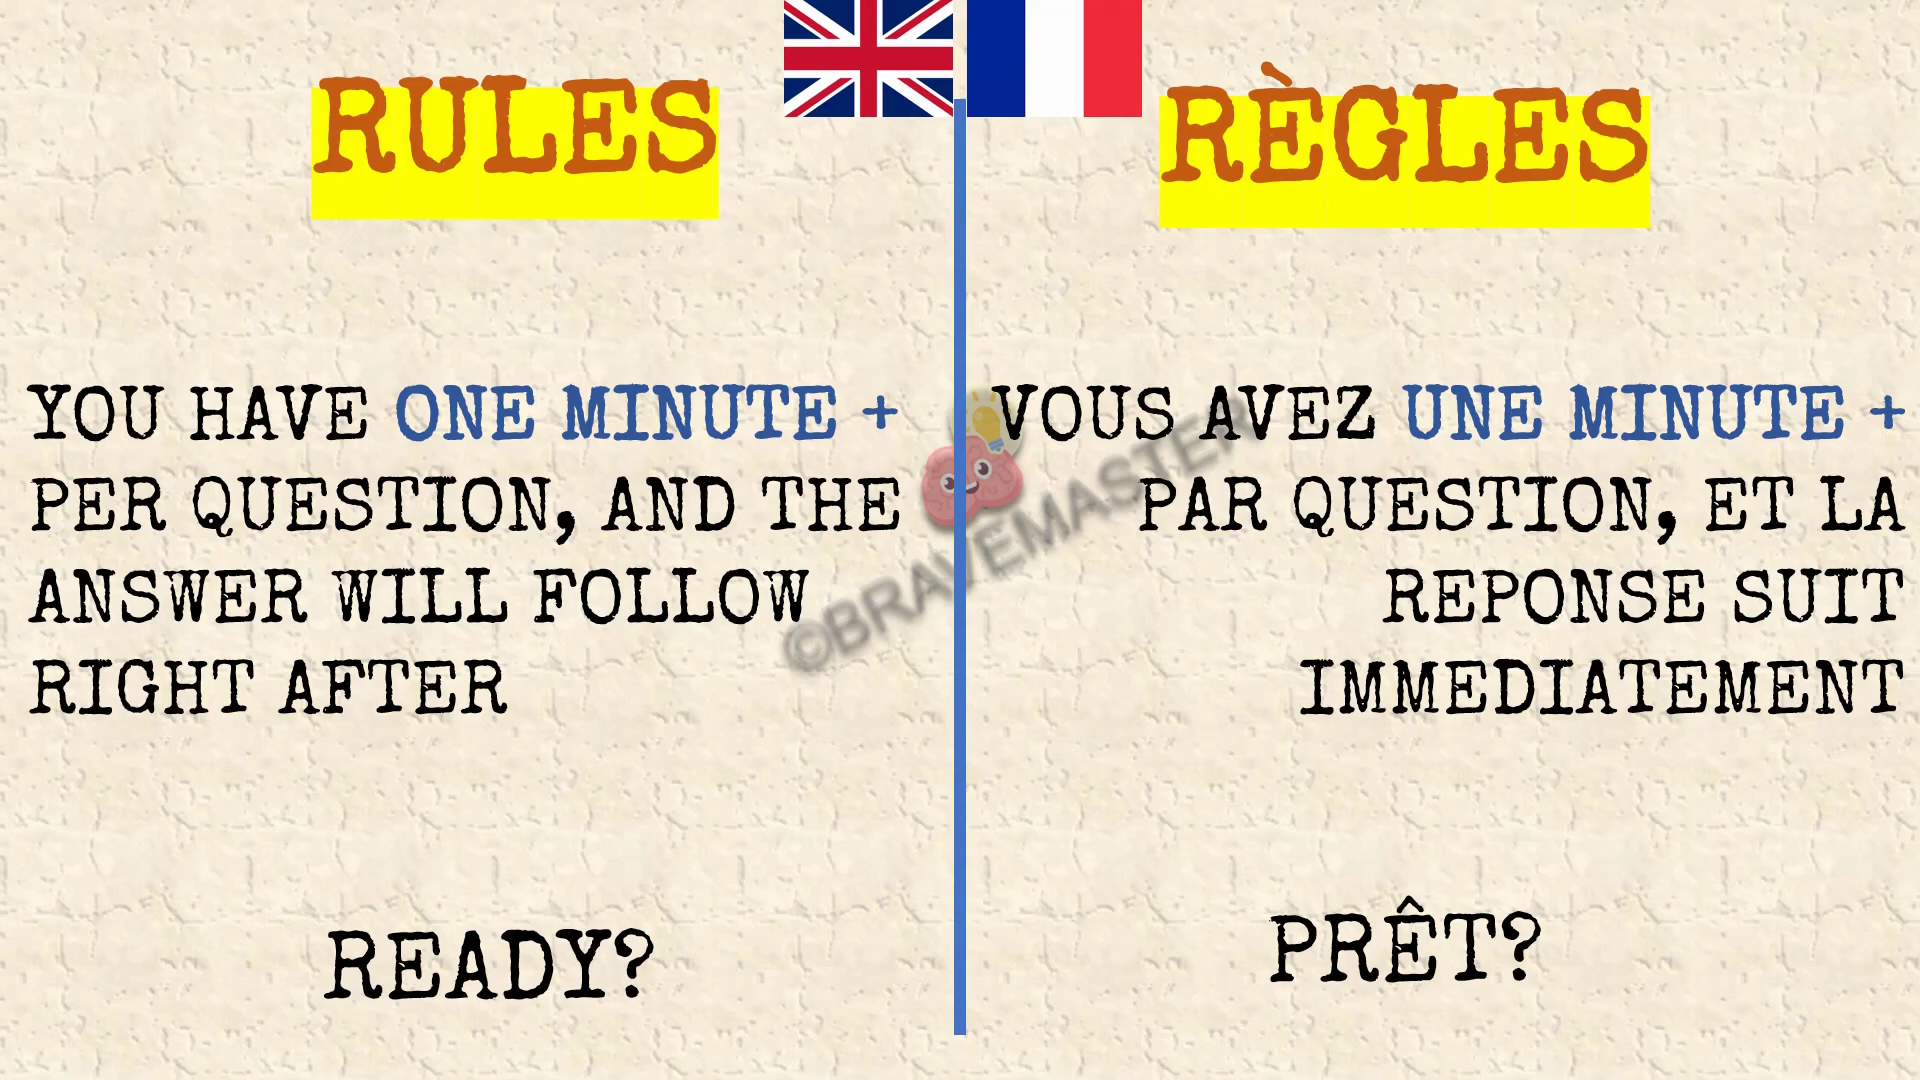 RULES
YOU HAVE ONE MINUTE +
PER QUESTION, AND THE
ANSWER WILL FOLLOW
RIGHT AFTER
READY?
RÈGLES
VOUS AVEZ UNE MINUTE +
PAR QUESTION, ET LA
REPONSE SUIT
IMMEDIATEMENT
PRÊT?
©BRAVEMASTER